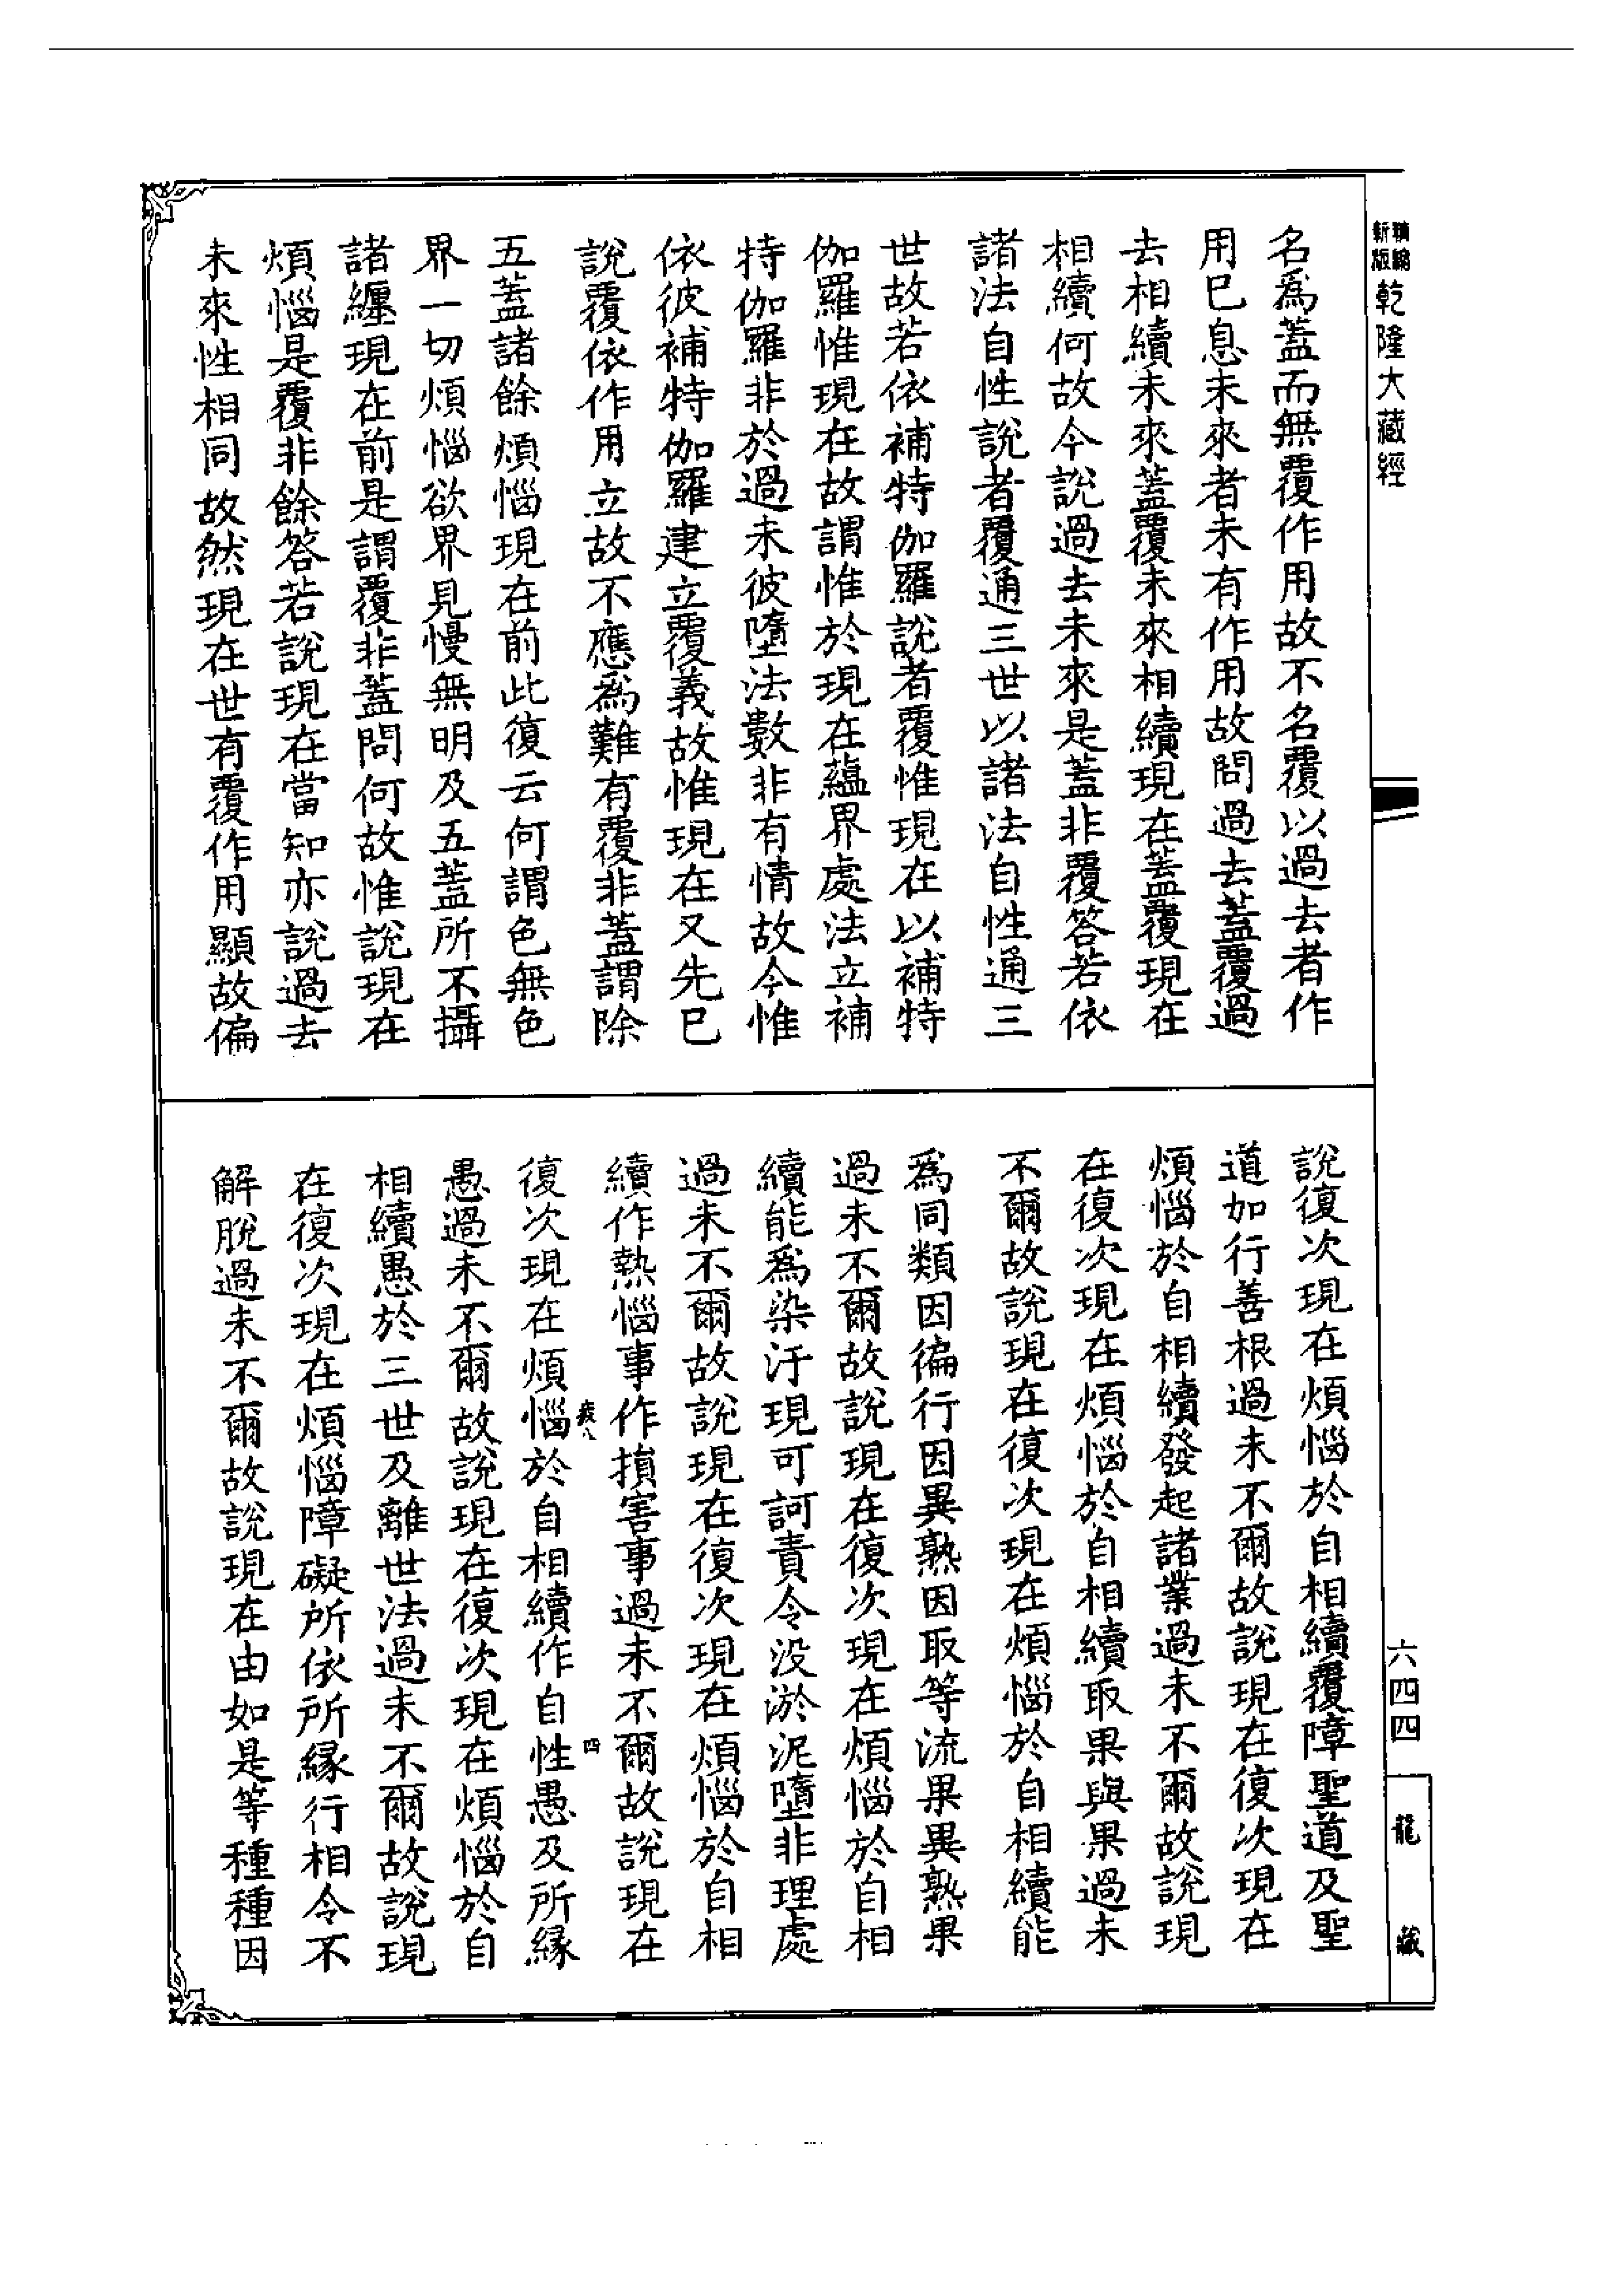 精編新版乾隆大藏經
名爲蓋而無覆作用故不名覆以過去者作
用已息未來者未有作用故問過去蓋覆過
去相續未來蓋覆未來相續現在蓋覆現在
相續何故今說過去未來是蓋非覆答若依
諸法自性說者覆通三世以諸法自性通三
世故若依補特伽羅說者覆惟現在以補特
伽羅惟現在故謂惟於現在蘊界處法立補
特伽羅非於過未彼墮法數非有情故今惟
依彼補特伽羅建立覆義故惟現在又先已
說覆依作用立故不應爲難有覆非蓋謂除
五蓋諸餘煩惱現在前此復云何謂色無色
界一切煩惱欲界見慢無明及五蓋所不攝
諸纏現在前是謂覆非蓋問何故惟說現在
煩惱是覆非餘答若說現在當知亦說過去
未來性相同故然現在世有覆作用顯故偏
說復次現在煩惱於自相續覆障聖道及聖
道加行善根過未不爾故說現在復次現在
煩惱於自相續發起諸業過未不爾故說現
在復次現在煩惱於自相續取果與果過未
不爾故說現在復次現在煩惱於自相續能
爲同類因徧行因異熟因取等流果異熟果
過未不爾故說現在復次現在煩惱於自相
續能爲染汙現可訶責令没淤泥墮非理處
過未不爾故說現在復次現在煩惱於自相
續作熱惱事作損害事過未不爾故說現在
四
復次現在煩惱於自相續作自性愚及所緣
愚過未不爾故說現在復次現在煩惱於自
相續愚於三世及離世法過未不爾故說現
在復次現在煩惱障礙所依所緣行相令不
解脫過未不爾故說現在由如是等種種因
六四四
龍藏